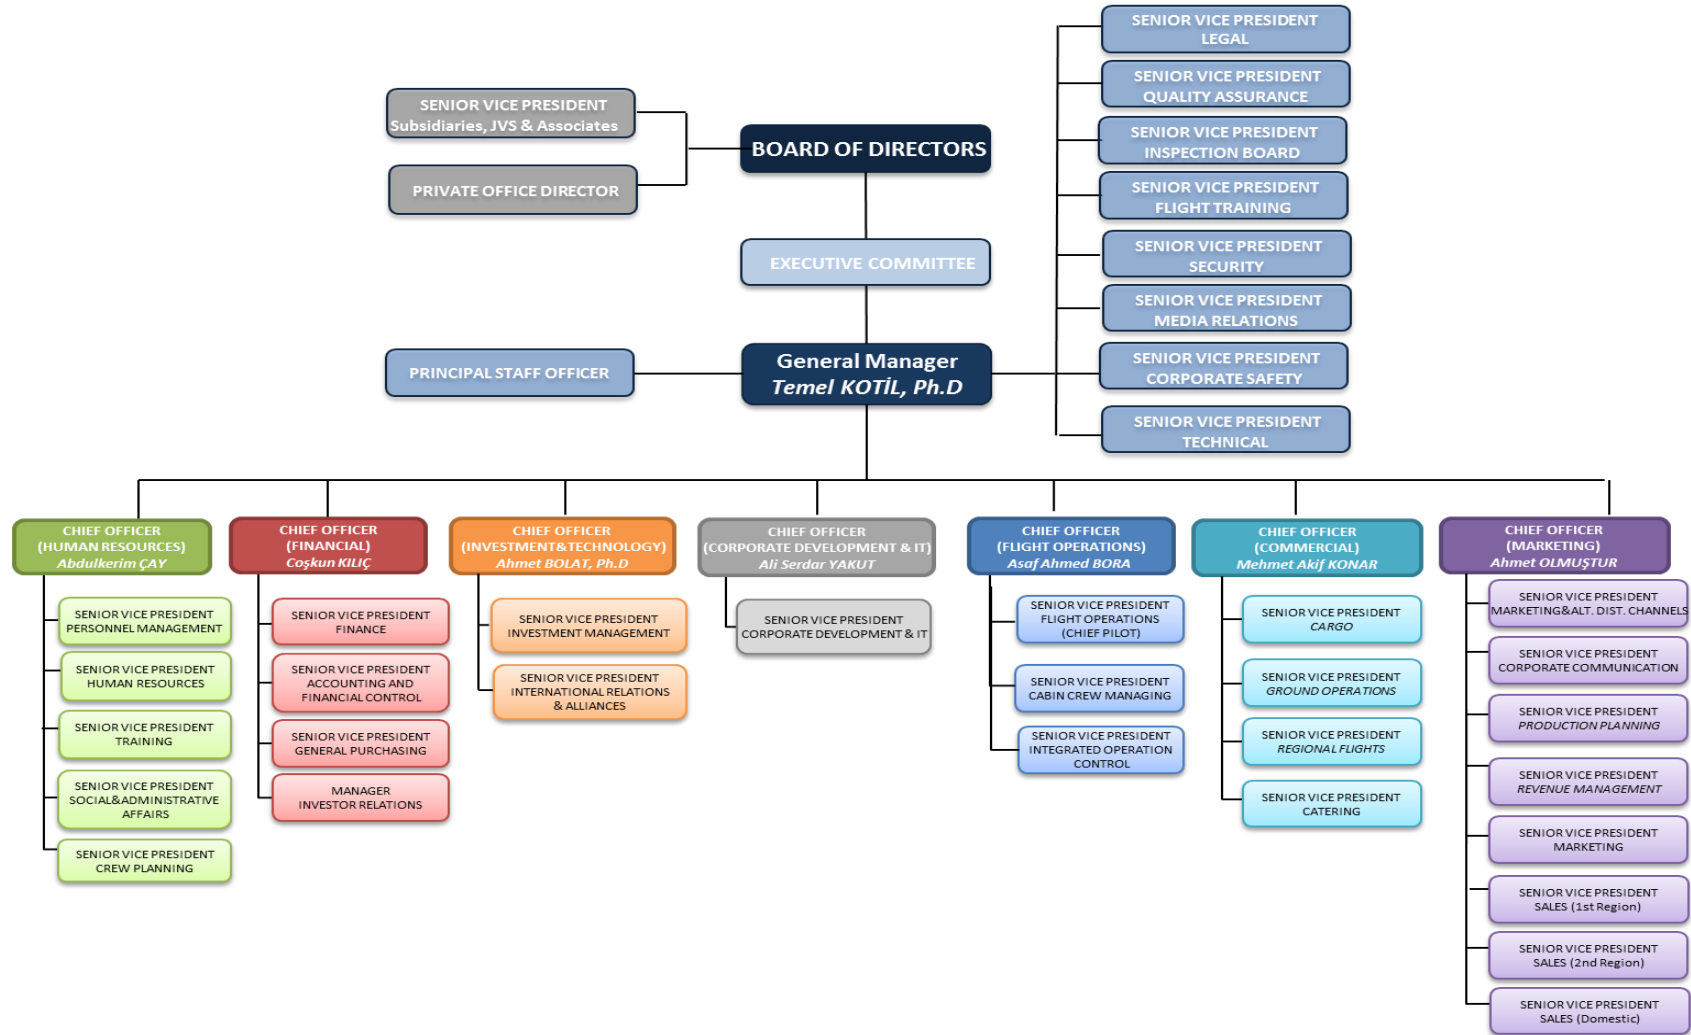 SENIOR VICE PRESIDENT
LEGAL
SENIOR VICE PRESIDENT
QUALITY ASSURANCE
SENIOR VICE PRESIDENT
INSPECTION BOARD
SENIOR VICE PRESIDENT
FLIGHT TRAINING
SENIOR VICE PRESIDENT
SECURITY
SENIOR VICE PRESIDENT
MEDIA RELATIONS
SENIOR VICE PRESIDENT
CORPORATE SAFETY
SENIOR VICE PRESIDENT
TECHNICAL
SENIOR VICE PRESIDENT
Subsidiaries, JVS & Associates
PRIVATE OFFICE DIRECTOR
BOARD OF DIRECTORS
EXECUTIVE COMMITTEE
PRINCIPAL STAFF OFFICER
General Manager
Temel KOTİL, Ph.D
CHIEF OFFICER
(HUMAN RESOURCES)
Abdulkerim ÇAY
SENIOR VICE PRESIDENT
PERSONNEL MANAGEMENT
SENIOR VICE PRESIDENT
HUMAN RESOURCES
SENIOR VICE PRESIDENT
TRAINING
SENIOR VICE PRESIDENT
SOCIAL&ADMINISTRATIVE
AFFAIRS
SENIOR VICE PRESIDENT
CREW PLANNING
CHIEF OFFICER
(FINANCIAL)
Coşkun KILIÇ
SENIOR VICE PRESIDENT
FINANCE
SENIOR VICE PRESIDENT
ACCOUNTING AND
FINANCIAL CONTROL
SENIOR VICE PRESIDENT
GENERAL PURCHASING
MANAGER
INVESTOR RELATIONS
CHIEF OFFICER
(INVESTMENT&TECHNOLOGY)
Ahmet BOLAT, Ph.D
SENIOR VICE PRESIDENT
INVESTMENT MANAGEMENT
SENIOR VICE PRESIDENT
INTERNATIONAL RELATIONS
& ALLIANCES
CHIEF OFFICER
(CORPORATE DEVELOPMENT & IT)
Ali Serdar YAKUT
SENIOR VICE PRESIDENT
CORPORATE DEVELOPMENT & IT
CHIEF OFFICER
(FLIGHT OPERATIONS)
Asaf Ahmed BORA
SENIOR VICE PRESIDENT
FLIGHT OPERATIONS
(CHIEF PILOT)
SENIOR VICE PRESIDENT
CABIN CREW MANAGING
SENIOR VICE PRESIDENT
INTEGRATED OPERATION
CONTROL
CHIEF OFFICER
(COMMERCIAL)
Mehmet Akif KONAR
SENIOR VICE PRESIDENT
CARGO
SENIOR VICE PRESIDENT
GROUND OPERATIONS
SENIOR VICE PRESIDENT
REGIONAL FLIGHTS
SENIOR VICE PRESIDENT
CATERING
CHIEF OFFICER
(MARKETING)
Ahmet OLMUŞTUR
SENIOR VICE PRESIDENT
MARKETING&ALT. DIST. CHANNELS
SENIOR VICE PRESIDENT
CORPORATE COMMUNICATION
SENIOR VICE PRESIDENT
PRODUCTION PLANNING
SENIOR VICE PRESIDENT
REVENUE MANAGEMENT
SENIOR VICE PRESIDENT
MARKETING
SENIOR VICE PRESIDENT
SALES (1st Region)
SENIOR VICE PRESIDENT
SALES (2nd Region)
SENIOR VICE PRESIDENT
SALES (Domestic)